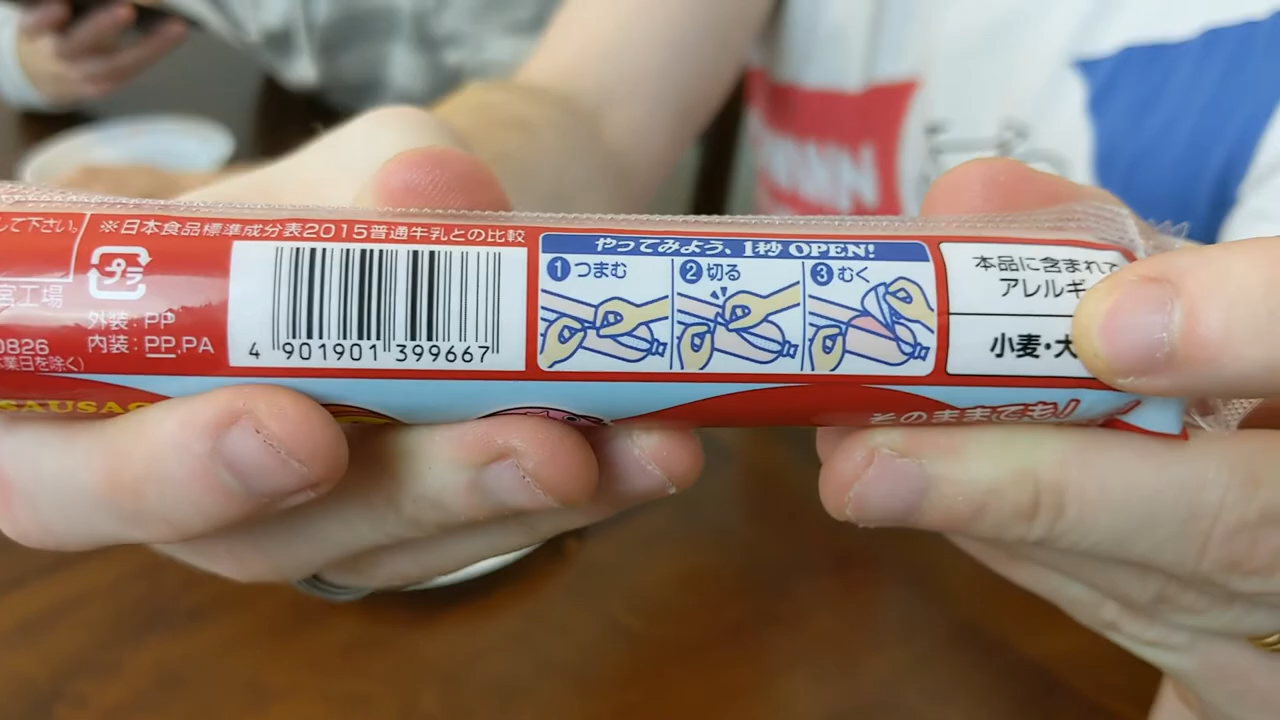 して下さい。
※日本食品標準成分表2015普通牛乳との比較
プラ
宮工場
外装：PP
内装：PP,PA
0826
業日を除く)
4 901901 399667
やってみよう、1秒 OPEN!
1 つまむ
2 切る
3 むく
本品に含まれて
アレルギ
小麦・大
SAUSAG
そのままでも!